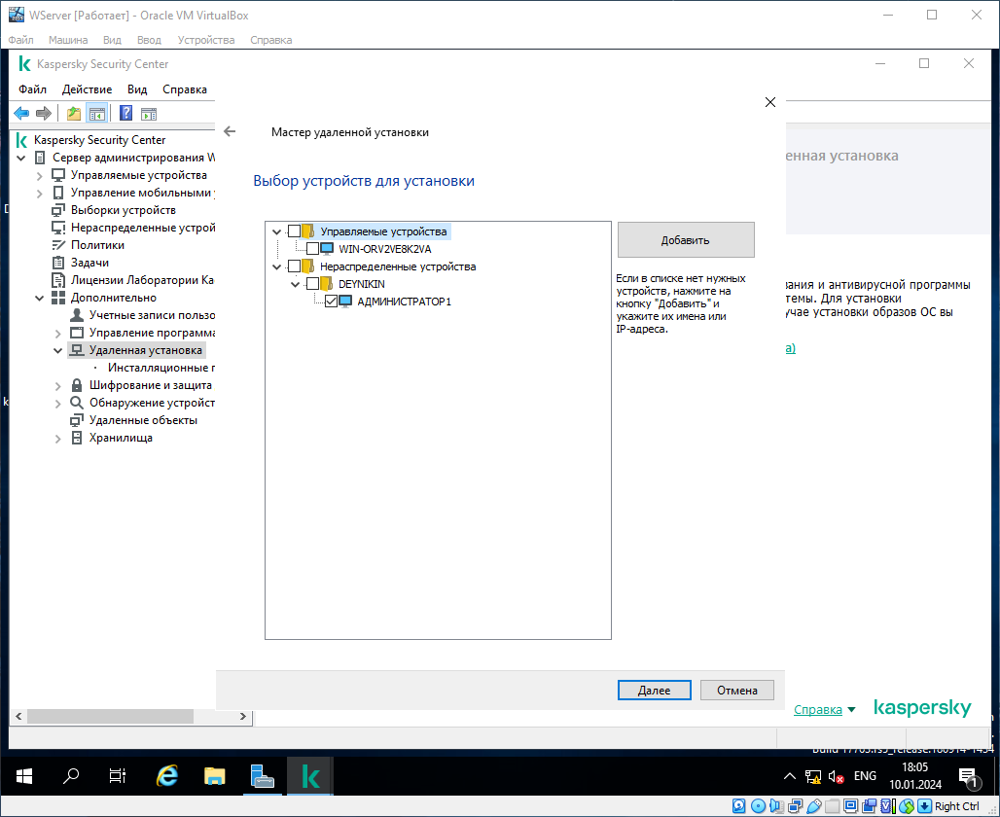 WServer [Работает] - Oracle VM VirtualBox
Файл Машина Вид Ввод Устройства Справка
Kaspersky Security Center
Файл Действие Вид Справка
Kaspersky Security Center
Сервер администрирования W
Управляемые устройства
Управление мобильными
Выборки устройств
Нераспределенные устрой
Политики
Задачи
Лицензии Лаборатории Ка
Дополнительно
Учетные записи пользо
Управление программа
Удаленная установка
Инсталляционные п
Шифрование и защита
Обнаружение устройст
Удаленные объекты
Хранилища
Мастер удаленной установки
Выбор устройств для установки
Управляемые устройства
WIN-ORV2VE8K2VA
Нераспределенные устройства
DEYNIKIN
АДМИНИСТРАТОР1
Добавить
Если в списке нет нужных
устройств, нажмите на
кнопку "Добавить" и
укажите их имена или
IP-адреса.
Далее Отмена
енная установка
вания и антивирусной программы
темы. Для установки
учае установки образов ОС вы
а)
Справка
kaspersky
Build 17763.rs5_release.180914-1434
ENG
18:05
10.01.2024
1
Right Ctrl